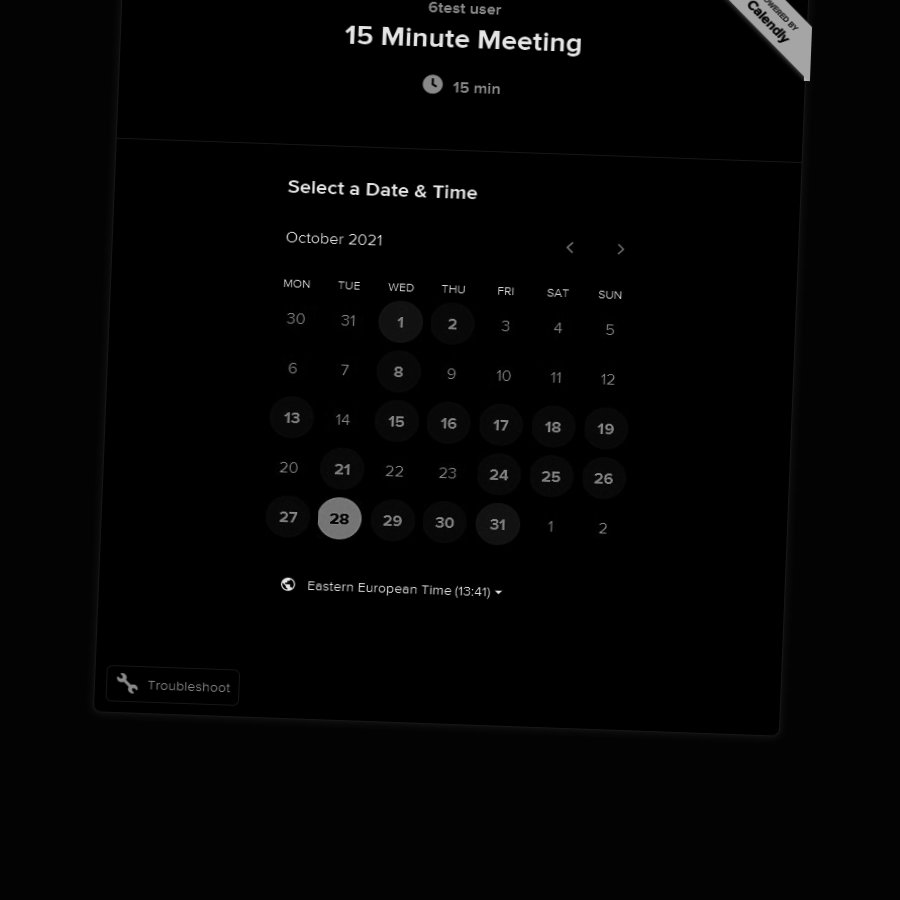 6test user
15 Minute Meeting
15 min
POWERED BY
Calendly
Select a Date & Time
October 2021
MON TUE WED THU FRI SAT SUN
30 31 1 2 3 4 5
6 7 8 9 10 11 12
13 14 15 16 17 18 19
20 21 22 23 24 25 26
27 28 29 30 31 1 2
Eastern European Time (13:41)
Troubleshoot